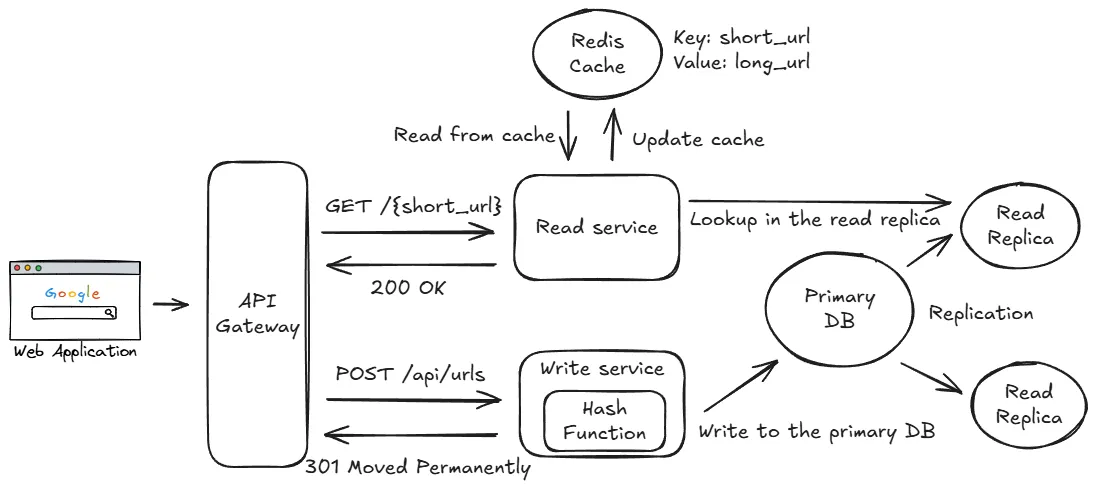 Redis
Cache
Key: short_url
Value: long_url
Read from cache
Update cache
GET /{short_url}
Read service
Lookup in the read replica
Read
Replica
200 OK
Google
Web Application
API
Gateway
Primary
DB
Replication
POST /api/urls
Write service
Hash
Function
Read
Replica
Write to the primary DB
301 Moved Permanently